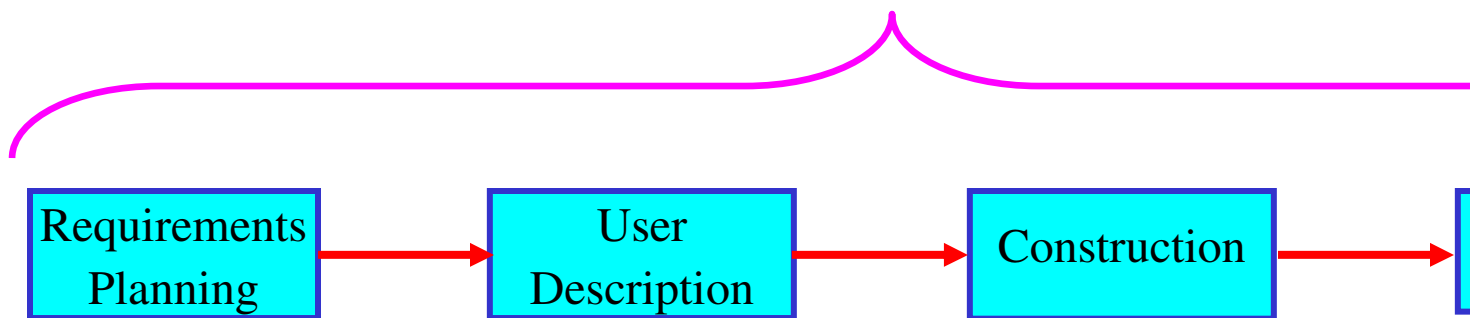 Requirements
Planning
User
Description
Construction